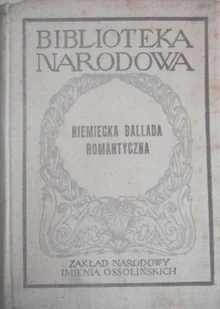 BIBLIOTEKA
NARODOWA
NIEMIECKA BALLADA
ROMANTYCZNA
ZAKŁAD NARODOWY
IMIENIA OSSOLIŃSKICH